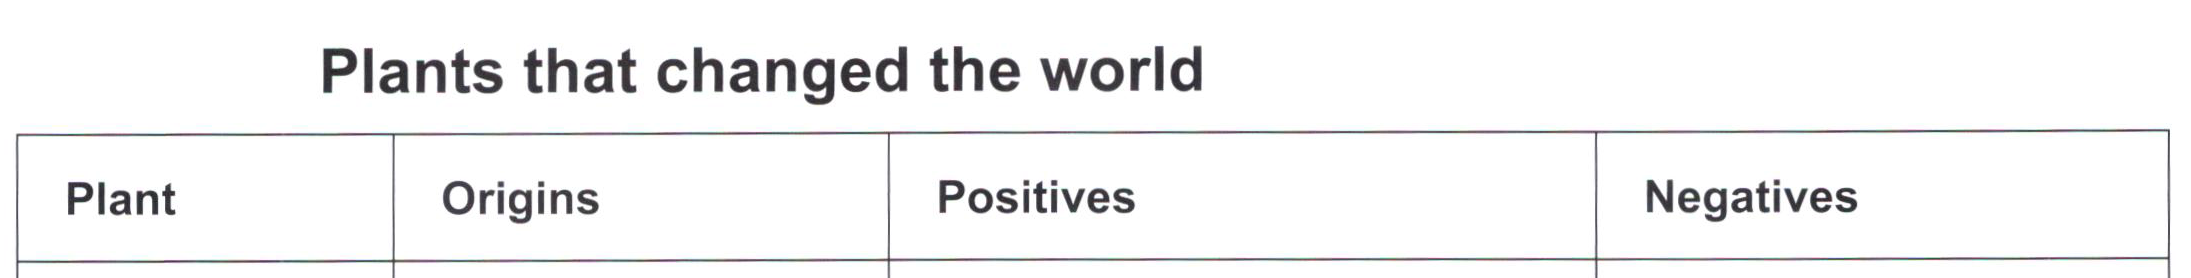 Plants that changed the world
Plant Origins Positives Negatives